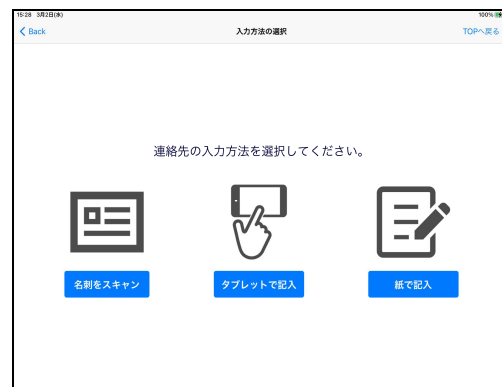 15:28 3月2日(水)
100%
Back
入力方法の選択
TOPへ戻る
連絡先の入力方法を選択してください。
名刺をスキャン
タブレットで記入
紙で記入